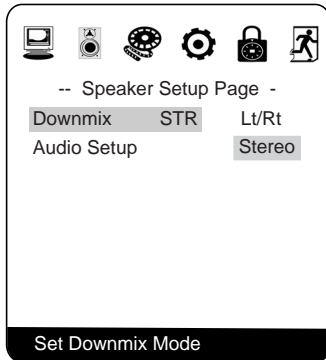 -- Speaker Setup Page -
Downmix STR Lt/Rt
Audio Setup Stereo
Set Downmix Mode